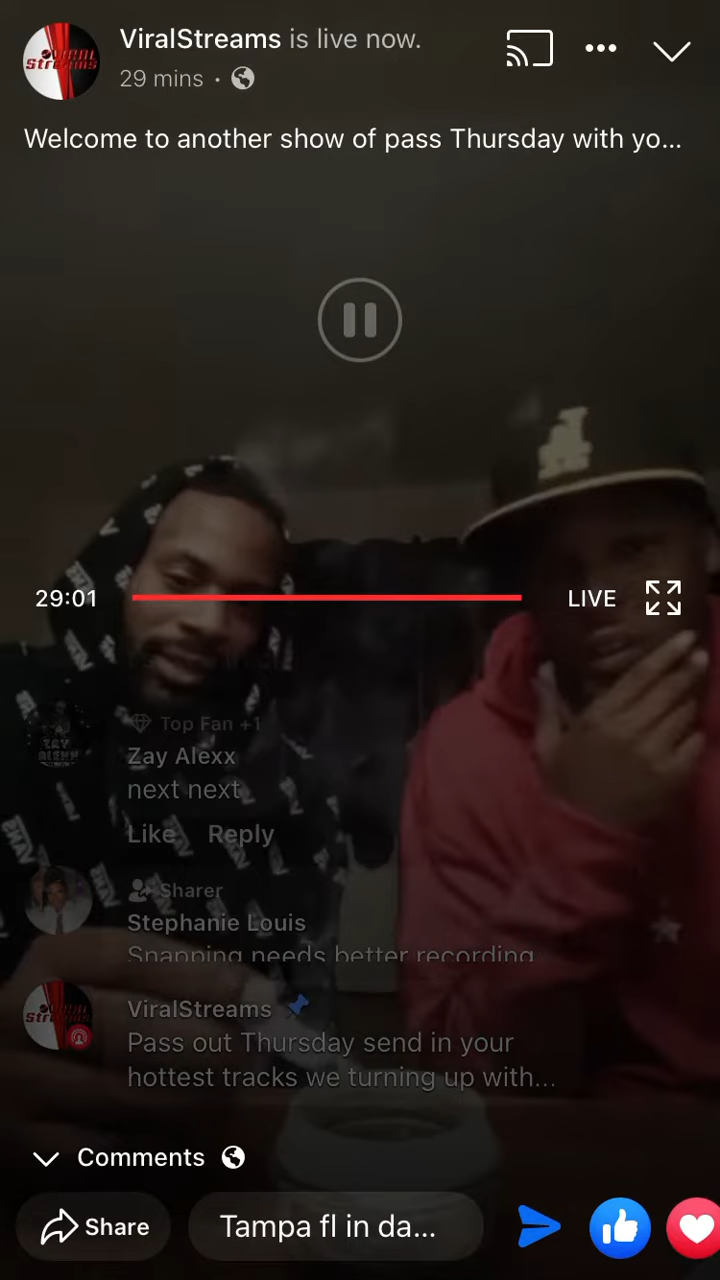 ViralStreams is live now.
29 mins ·
Welcome to another show of pass Thursday with yo...
29:01
LIVE
Top Fan +1
Zay Alexx
next next
Like Reply
Sharer
Stephanie Louis
Snapping needs better recording
ViralStreams
Pass out Thursday send in your
hottest tracks we turning up with...
Comments
Share
Tampa fl in da...